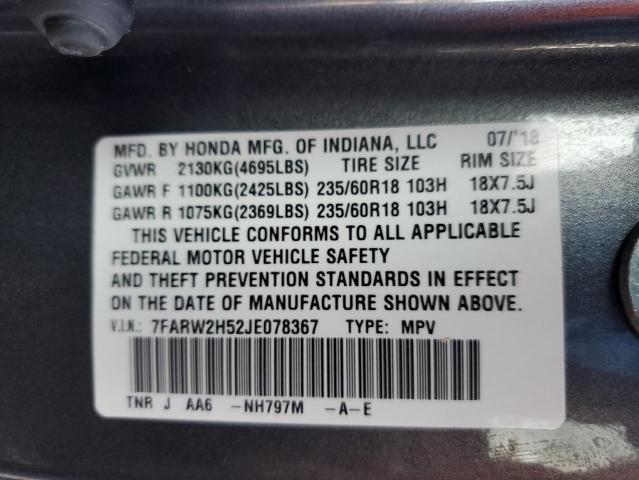 MFD. BY HONDA MFG. OF INDIANA, LLC 07/'18
GVWR 2130KG(4695LBS) TIRE SIZE RIM SIZE
GAWR F 1100KG(2425LBS) 235/60R18 103H 18X7.5J
GAWR R 1075KG(2369LBS) 235/60R18 103H 18X7.5J
THIS VEHICLE CONFORMS TO ALL APPLICABLE
FEDERAL MOTOR VEHICLE SAFETY
AND THEFT PREVENTION STANDARDS IN EFFECT
ON THE DATE OF MANUFACTURE SHOWN ABOVE.
V.I.N.: 7FARW2H52JE078367 TYPE: MPV
TNR J AA6 -NH797M -A-E